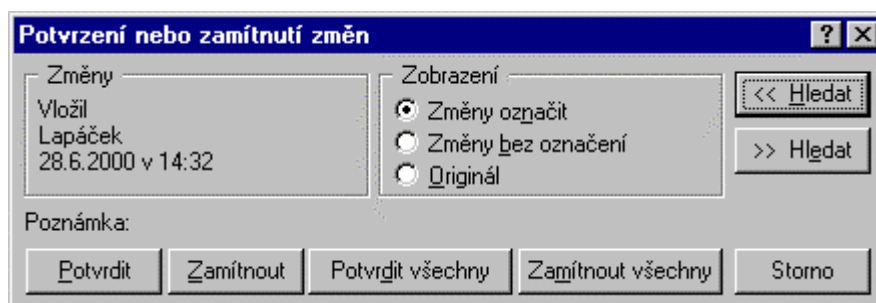 Potvrzení nebo zamítnutí změn
Změny
Vložil
Lapáček
28.6.2000 v 14:32
Zobrazení
Změny označit
Změny bez označení
Originál
<< Hledat
>> Hledat
Poznámka:
Potvrdit Zamítnout Potvrdit všechny Zamítnout všechny Storno